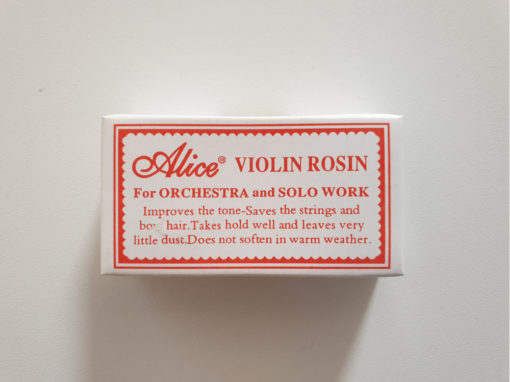 Alice® VIOLIN ROSIN
For ORCHESTRA and SOLO WORK
Improves the tone-Saves the strings and
hair.Takes hold well and leaves very
little dust.Does not soften in warm weather.